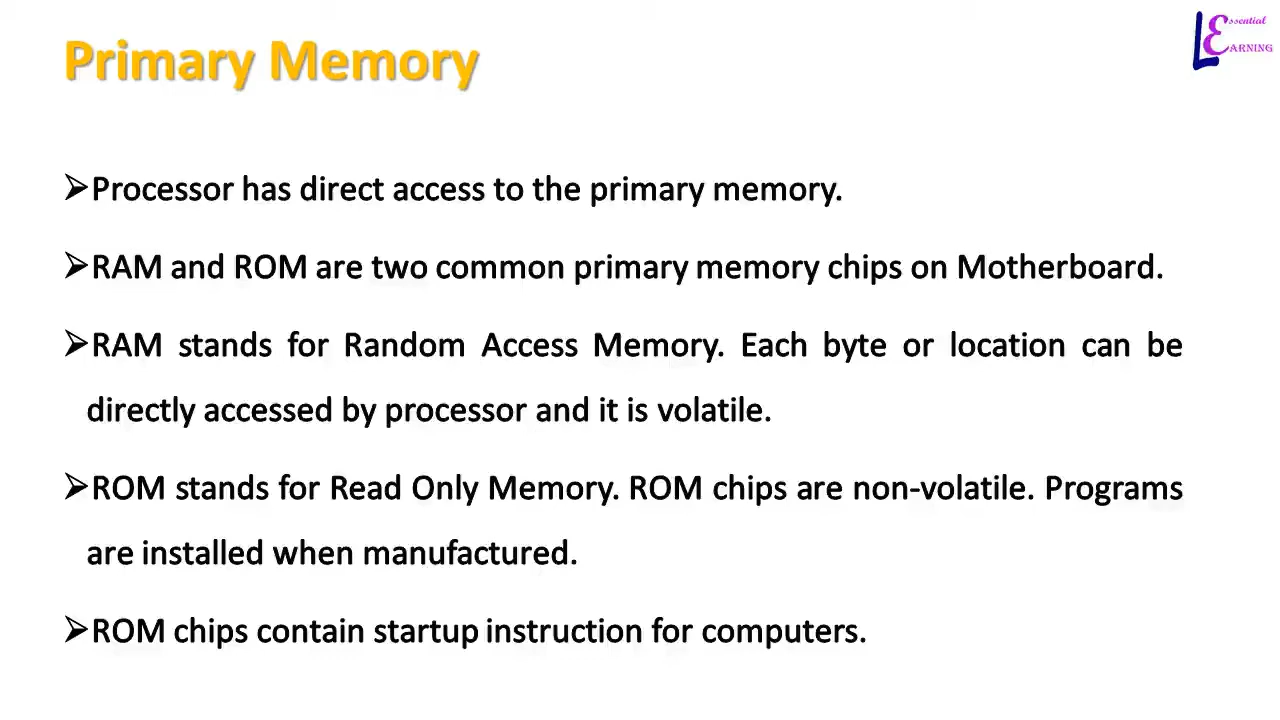 Primary Memory
Essential
LEARNING
➢Processor has direct access to the primary memory.
➢RAM and ROM are two common primary memory chips on Motherboard.
➢RAM stands for Random Access Memory. Each byte or location can be
directly accessed by processor and it is volatile.
➢ROM stands for Read Only Memory. ROM chips are non-volatile. Programs
are installed when manufactured.
➢ROM chips contain startup instruction for computers.